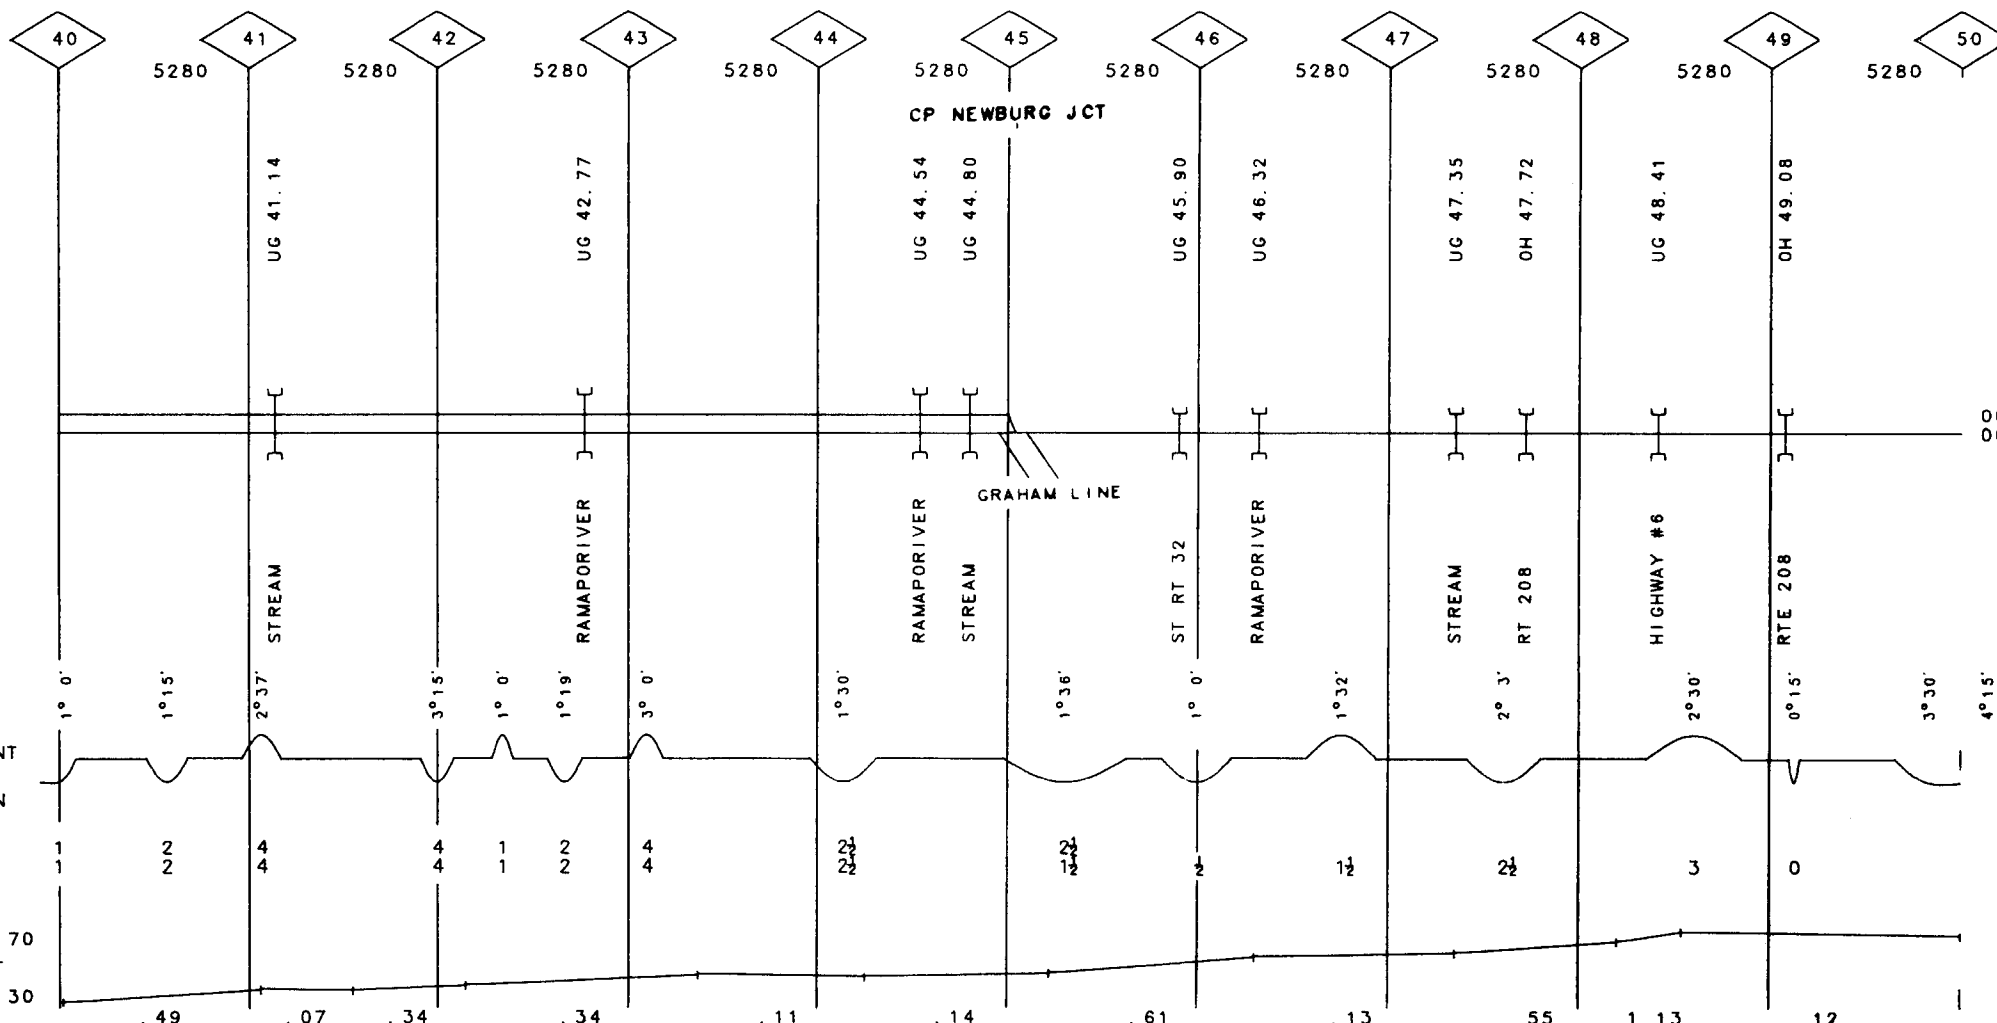 40 41 42 43 44 45 46 47 48 49 50
5280 5280 5280 5280 5280 5280 5280 5280 5280 5280
CP NEWBURG JCT
UG 41.14
UG 42.77
UG 44.54
UG 44.80
UG 45.90
UG 46.32
UG 47.35
OH 47.72
UG 48.41
OH 49.08
GRAHAM LINE
STREAM
RAMAPORIVER
RAMAPORIVER
STREAM
ST RT 32
RAMAPORIVER
STREAM
RT 208
HIGHWAY #6
RTE 208
1° 0'
1°15'
2°37'
3°15'
1° 0'
1°19'
3° 0'
1°30'
1°36'
1° 0'
1°32'
2° 3'
2°30'
0°15'
3°30'
4°15'
NT
1 2 4 4 1 2 4 2½ 2½
1 2 4 4 1 2 4 2½ 1½ ½ 1½ 2½ 3 0
70
30
.49 .07 .34 .34 .11 .14 .61 .13 .55 1.13 .12